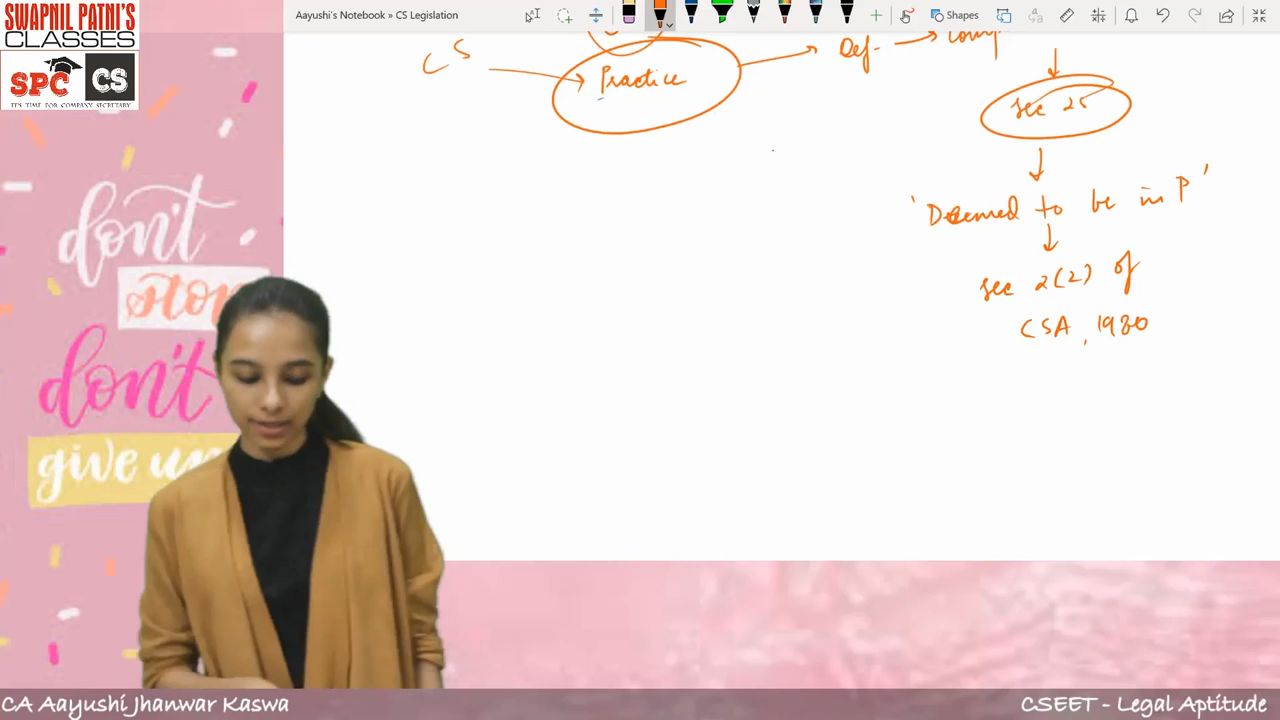 SWAPNIL PATNI'S
CLASSES
SPC CS
IT'S TIME FOR COMPANY SECRETARY
Aayushi's Notebook » CS Legislation
Shapes
CS
Practice
Def-
Comp
Sec 25
'Deemed to be in P'
Sec 2(2) of
CSA, 1980
don't
stop
don't
give up
CA Aayushi Jhanwar Kaswa
CSEET - Legal Aptitude